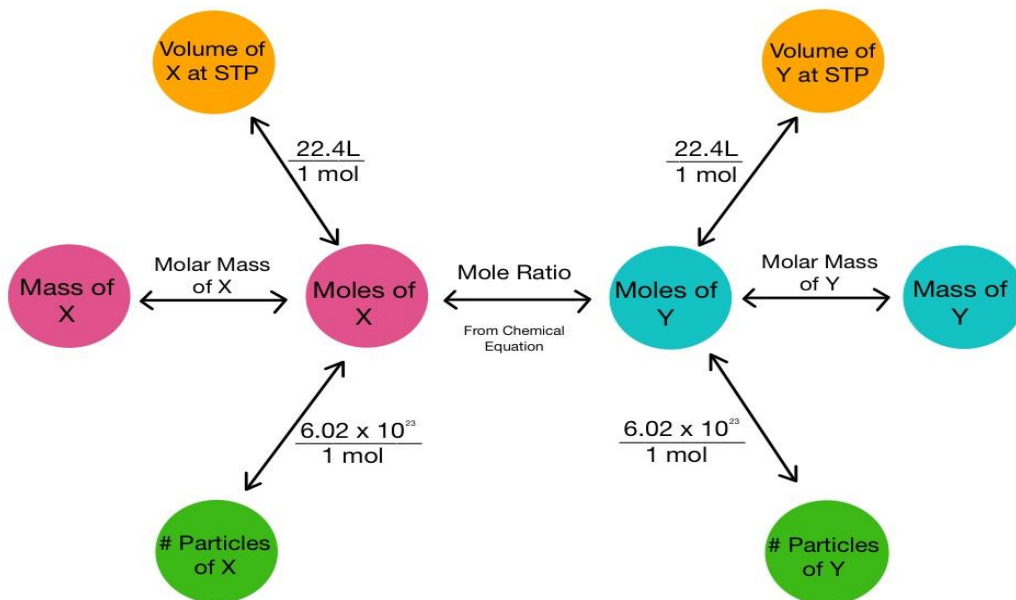 Volume of
X at STP
Volume of
Y at STP
22.4L
1 mol
22.4L
1 mol
Mass of
X
Molar Mass
of X
Moles of
X
Mole Ratio
From Chemical
Equation
Moles of
Y
Molar Mass
of Y
Mass of
Y
6.02 x 10²³
1 mol
6.02 x 10²³
1 mol
# Particles
of X
# Particles
of Y